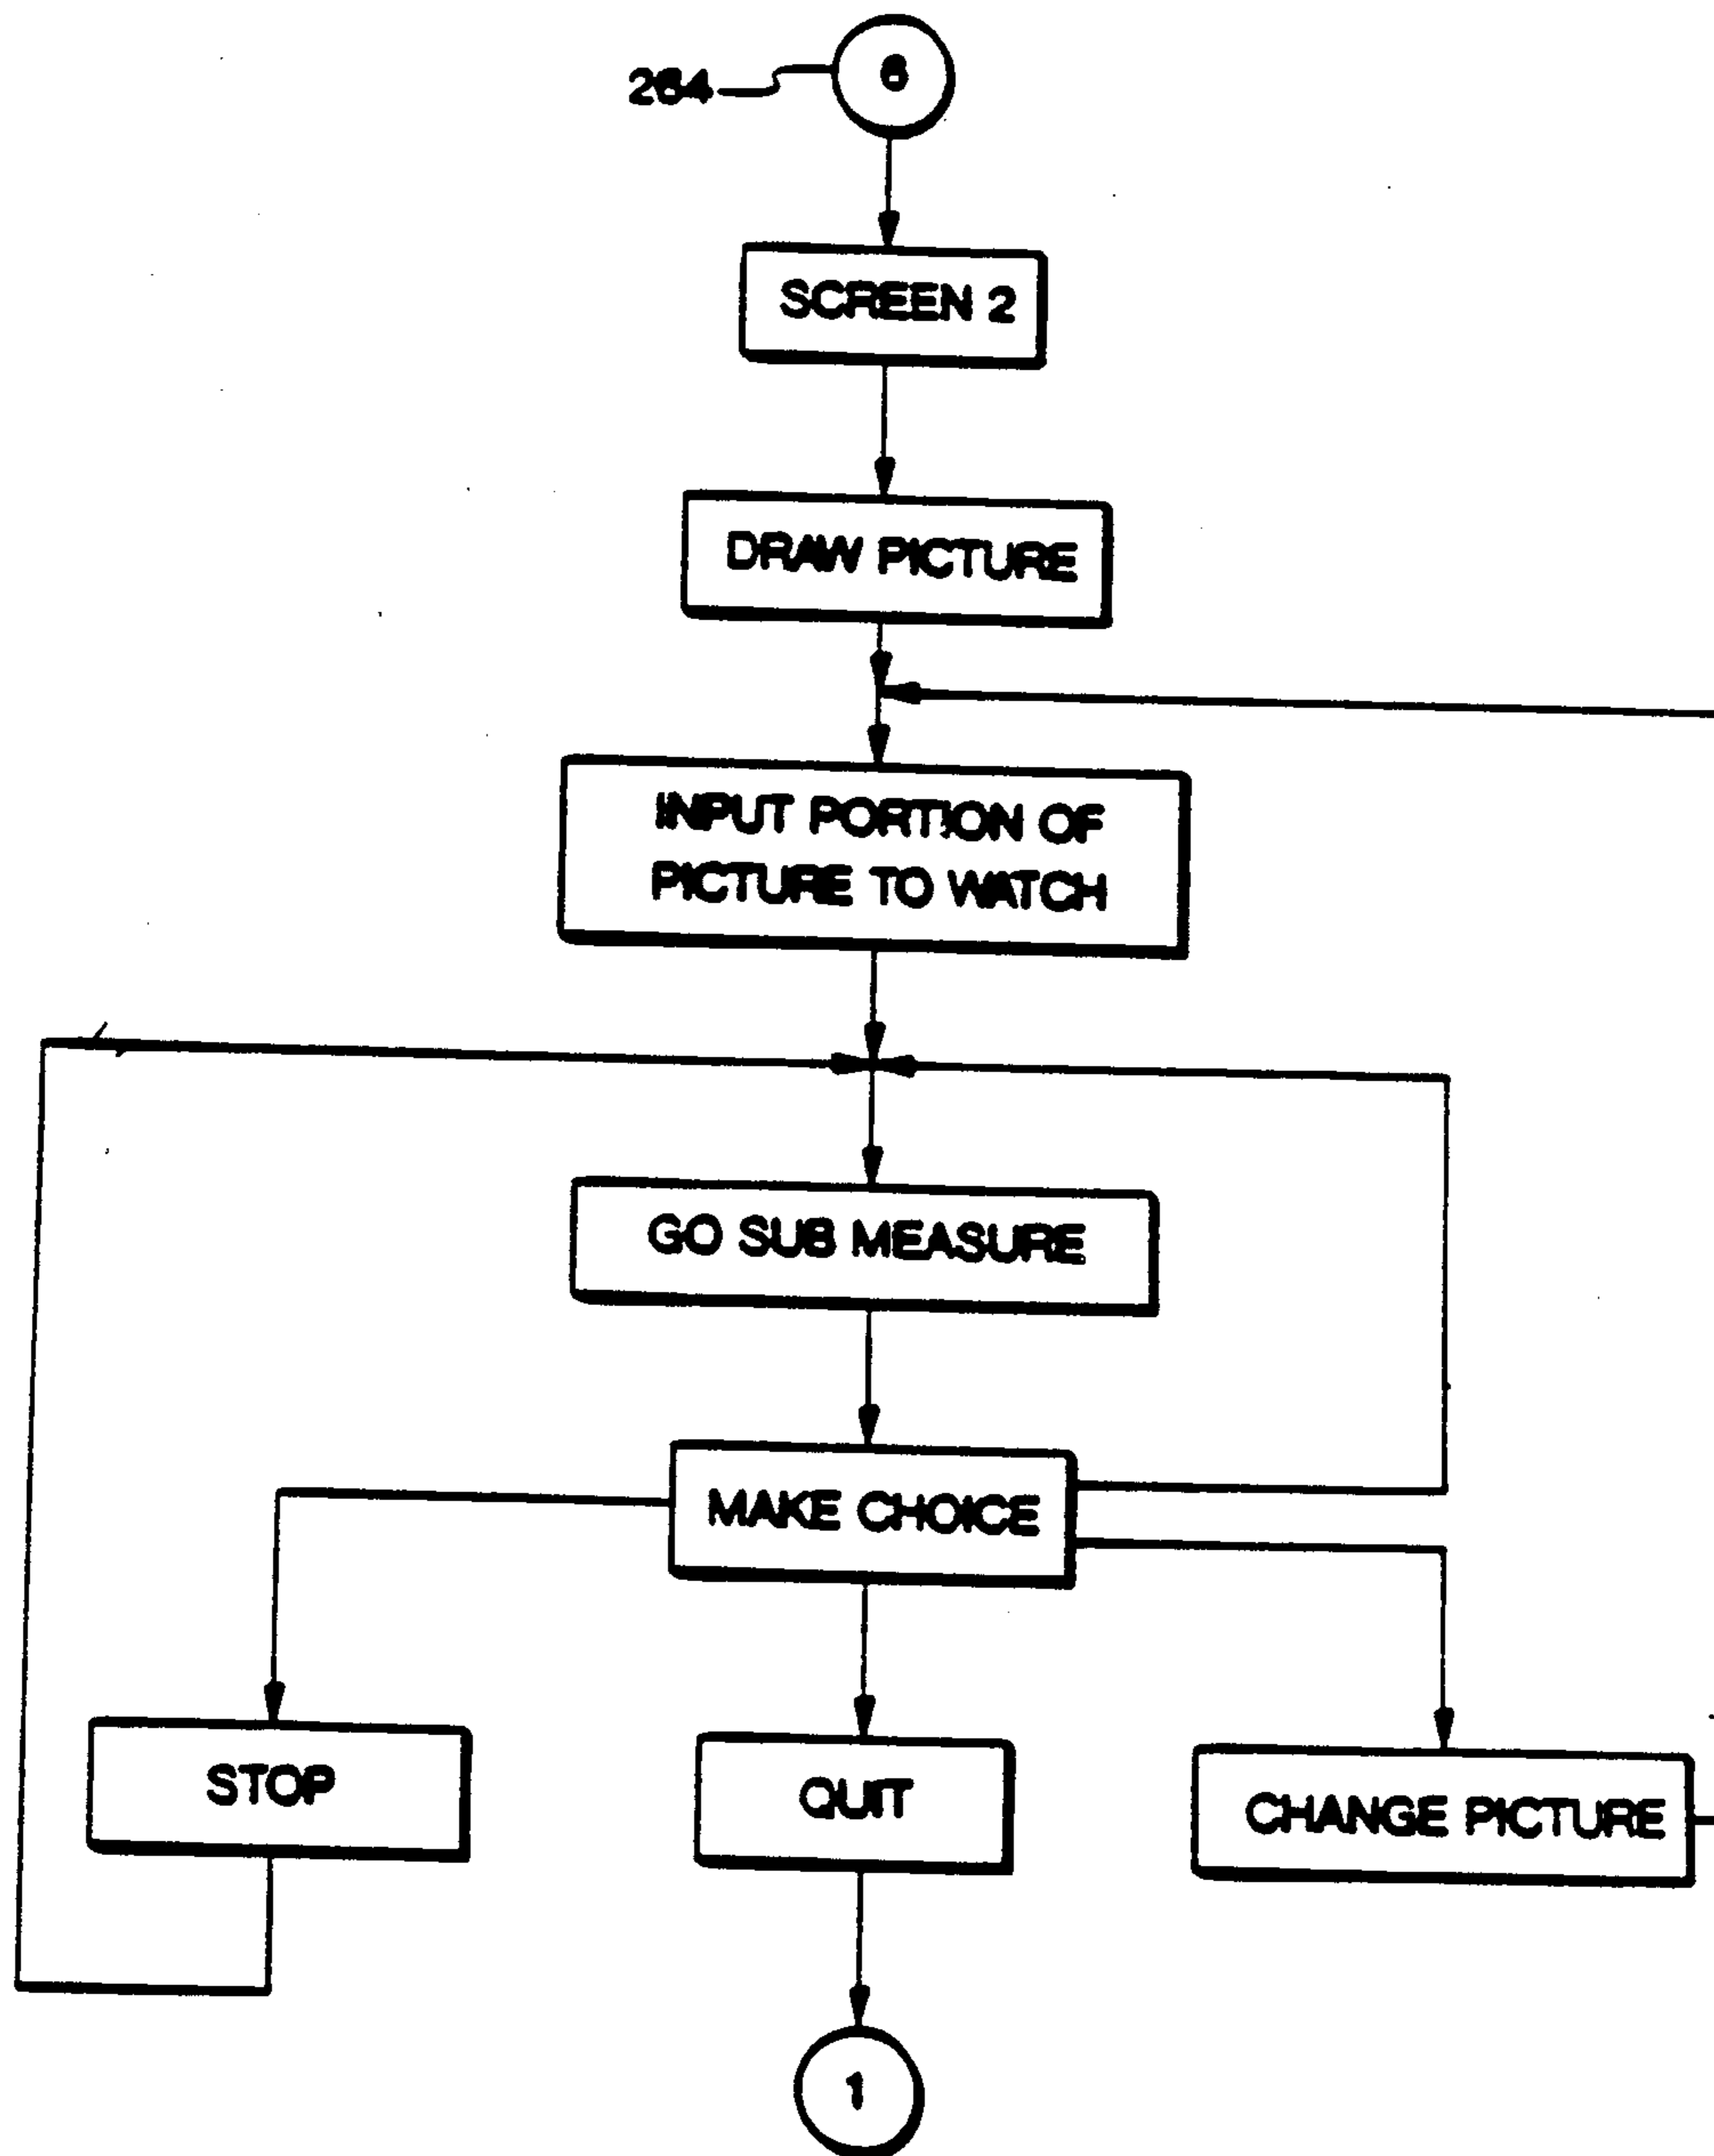 6
264
SCREEN 2
DRAW PICTURE
INPUT PORTION OF
PICTURE TO WATCH
GO SUB MEASURE
MAKE CHOICE
STOP
QUIT
CHANGE PICTURE
1